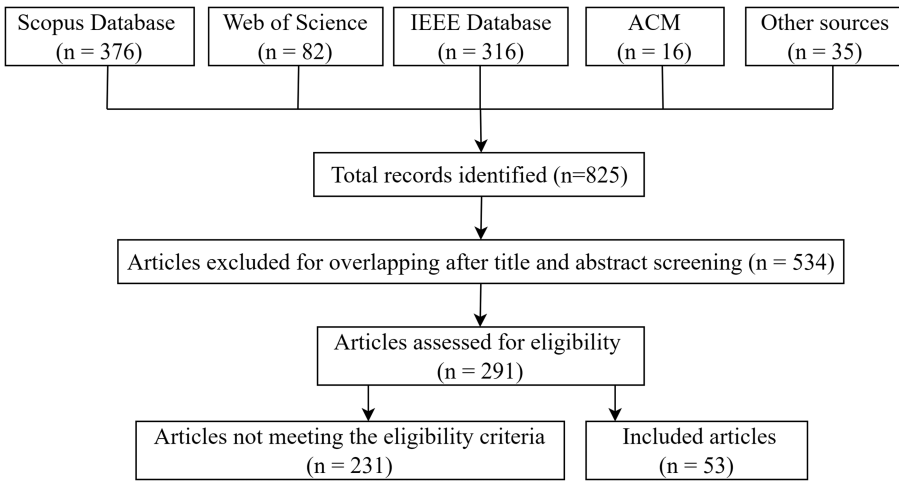 Scopus Database
(n = 376)
Web of Science
(n = 82)
IEEE Database
(n = 316)
ACM
(n = 16)
Other sources
(n = 35)
Total records identified (n=825)
Articles excluded for overlapping after title and abstract screening (n = 534)
Articles assessed for eligibility
(n = 291)
Articles not meeting the eligibility criteria
(n = 231)
Included articles
(n = 53)